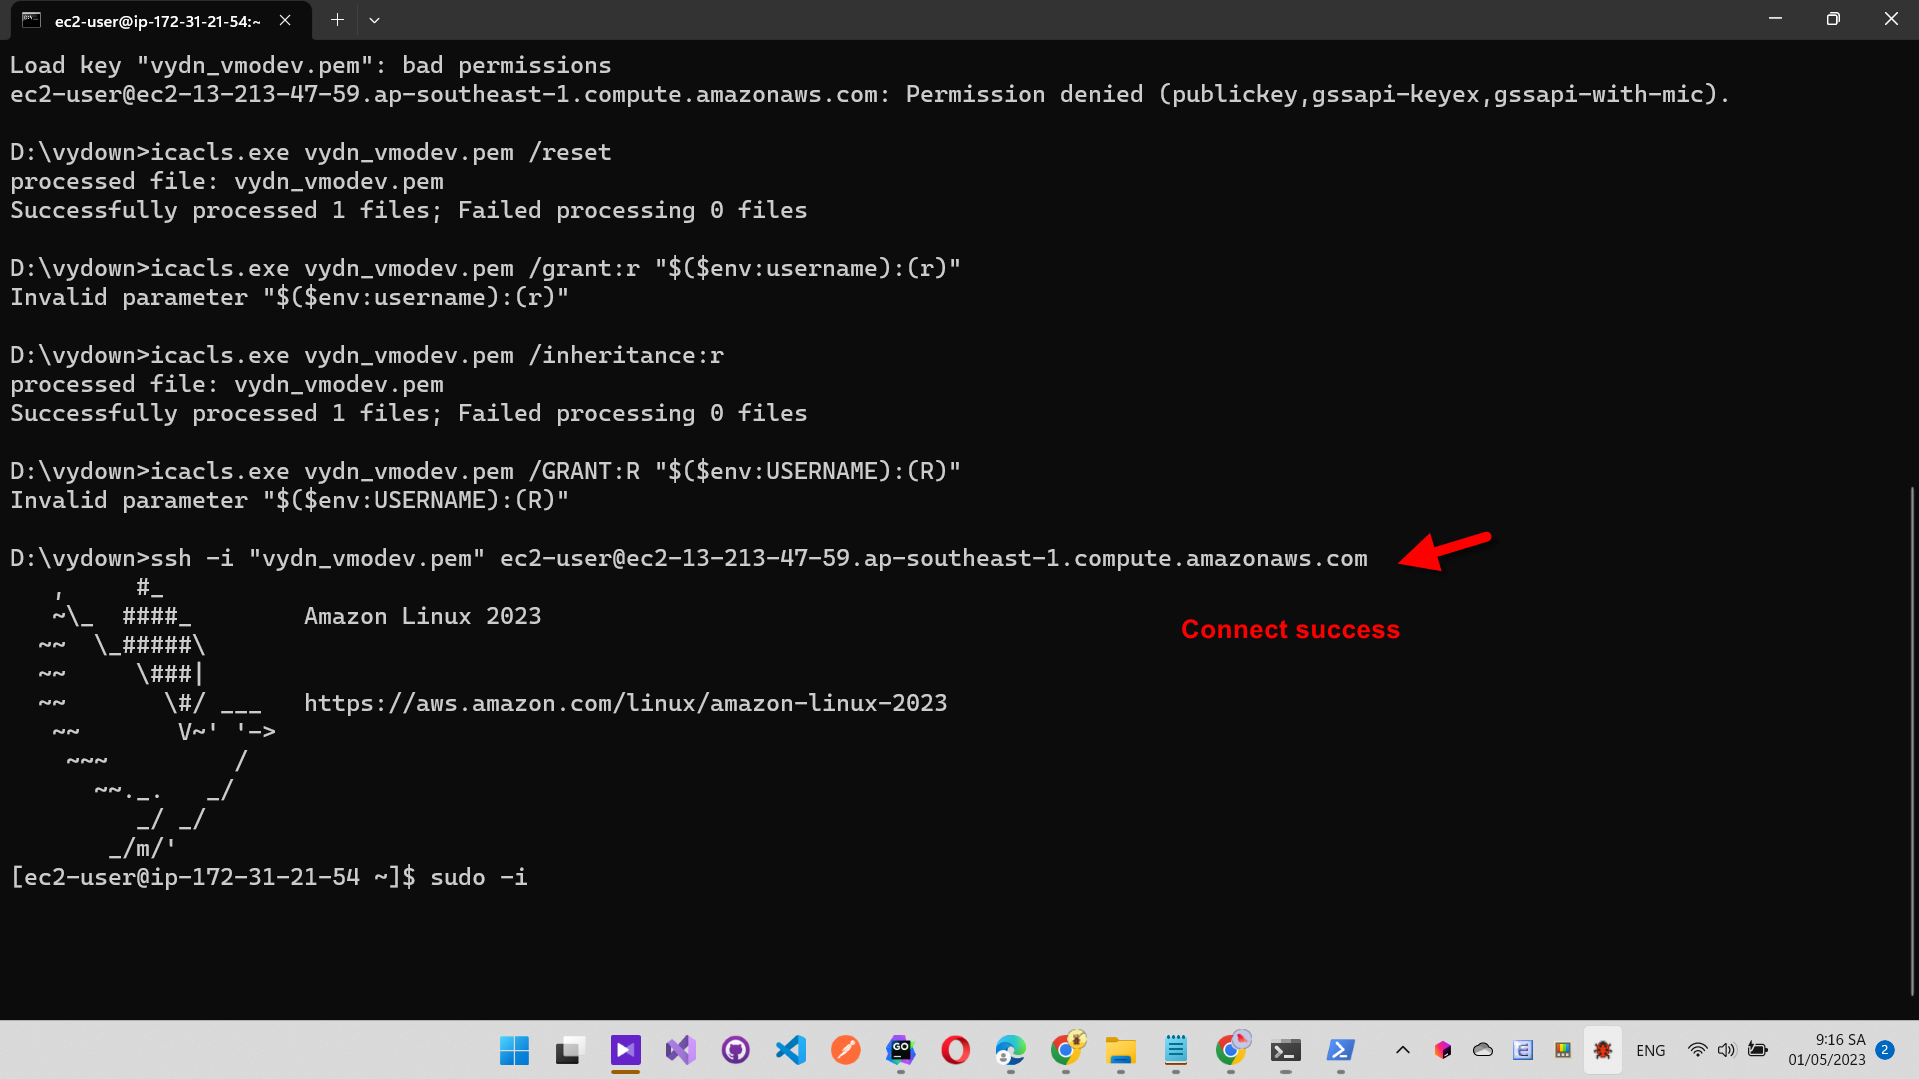 ec2-user@ip-172-31-21-54:~
Load key "vydn_vmodev.pem": bad permissions
ec2-user@ec2-13-213-47-59.ap-southeast-1.compute.amazonaws.com: Permission denied (publickey,gssapi-keyex,gssapi-with-mic).
D:\vydown>icacls.exe vydn_vmodev.pem /reset
processed file: vydn_vmodev.pem
Successfully processed 1 files; Failed processing 0 files
D:\vydown>icacls.exe vydn_vmodev.pem /grant:r "$($env:username):(r)"
Invalid parameter "$($env:username):(r)"
D:\vydown>icacls.exe vydn_vmodev.pem /inheritance:r
processed file: vydn_vmodev.pem
Successfully processed 1 files; Failed processing 0 files
D:\vydown>icacls.exe vydn_vmodev.pem /GRANT:R "$($env:USERNAME):(R)"
Invalid parameter "$($env:USERNAME):(R)"
D:\vydown>ssh -i "vydn_vmodev.pem" ec2-user@ec2-13-213-47-59.ap-southeast-1.compute.amazonaws.com
   ,     #_
   ~\_  ####_        Amazon Linux 2023
  ~~  \_#####\
Connect success
  ~~     \###|
  ~~       \#/ ___   https://aws.amazon.com/linux/amazon-linux-2023
   ~~       V~' '->
    ~~~         /
      ~~._.   _/
         _/ _/
       _/m/'
[ec2-user@ip-172-31-21-54 ~]$ sudo -i
GO
ENG
9:16 SA
01/05/2023
2